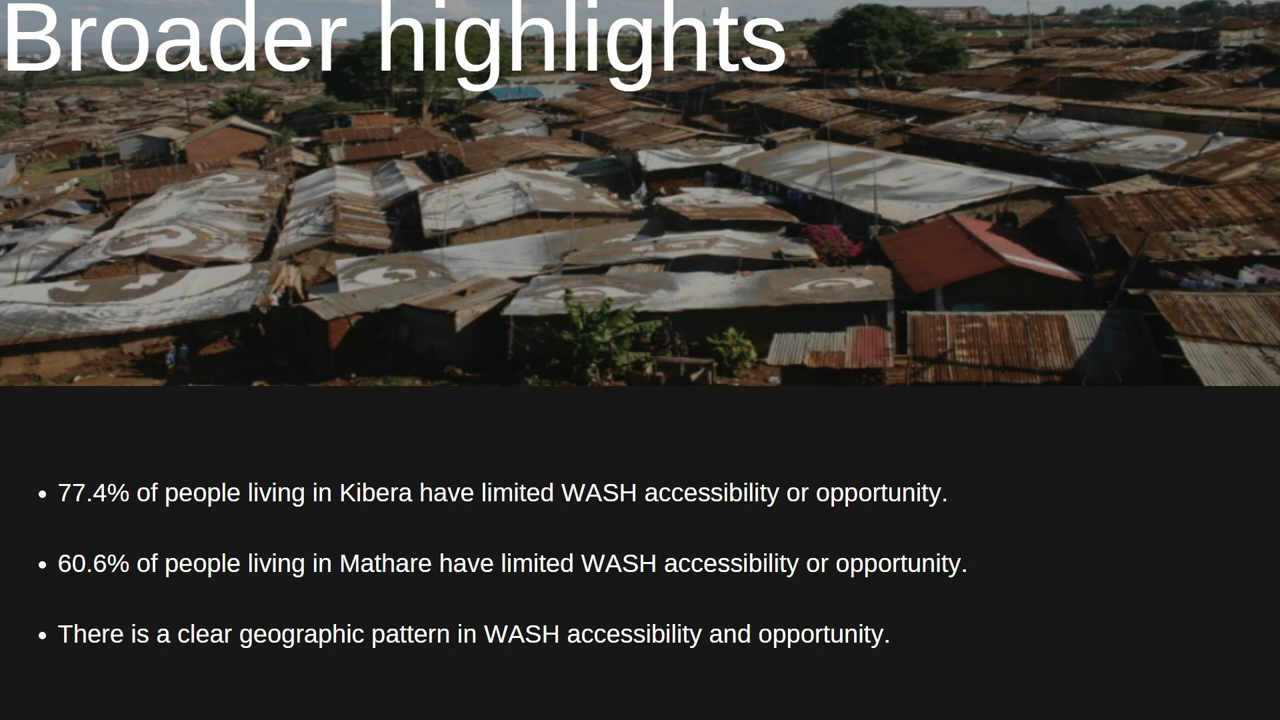 Broader highlights
• 77.4% of people living in Kibera have limited WASH accessibility or opportunity.
• 60.6% of people living in Mathare have limited WASH accessibility or opportunity.
• There is a clear geographic pattern in WASH accessibility and opportunity.